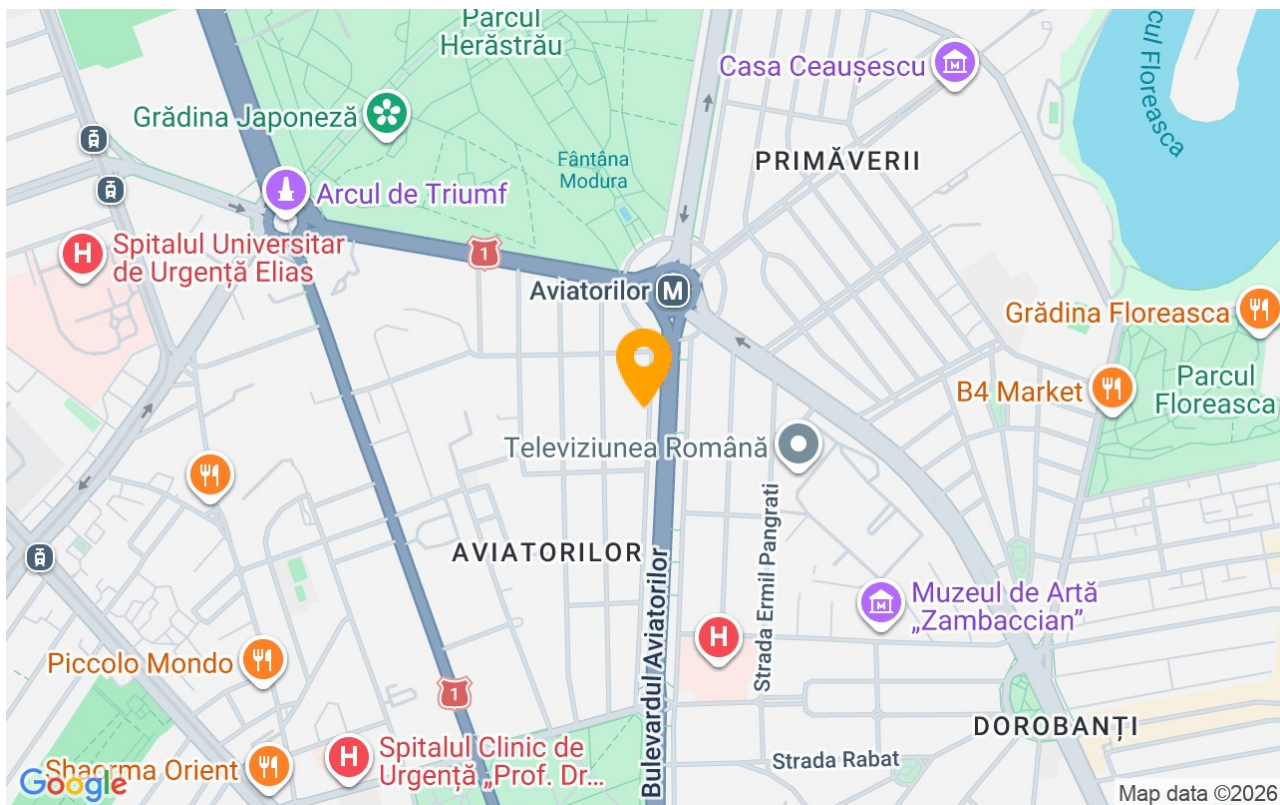 Parcul
Herăstrău
Casa Ceaușescu
cul Floreasca
Grădina Japoneză
Fântâna
Modura
PRIMĂVERII
Arcul de Triumf
Spitalul Universitar
de Urgență Elias
1
Aviatorilor
Grădina Floreasca
B4 Market
Parcul
Floreasca
Televiziunea Română
Strada Ermil Pangrati
AVIATORILOR
Bulevardul Aviatorilor
Muzeul de Artă
„Zambaccian”
Piccolo Mondo
1
DOROBANȚI
Spitalul Clinic de
Urgență „Prof. Dr...
Strada Rabat
Shaorma Orient
Google
Map data ©2026